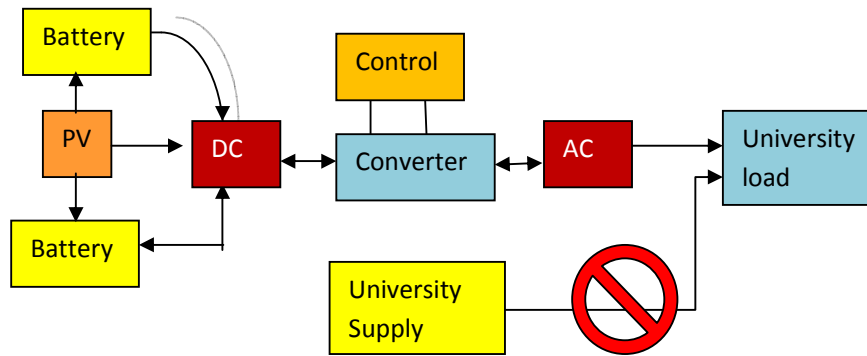 Battery
Control
PV
DC
Converter
AC
University
load
Battery
University
Supply